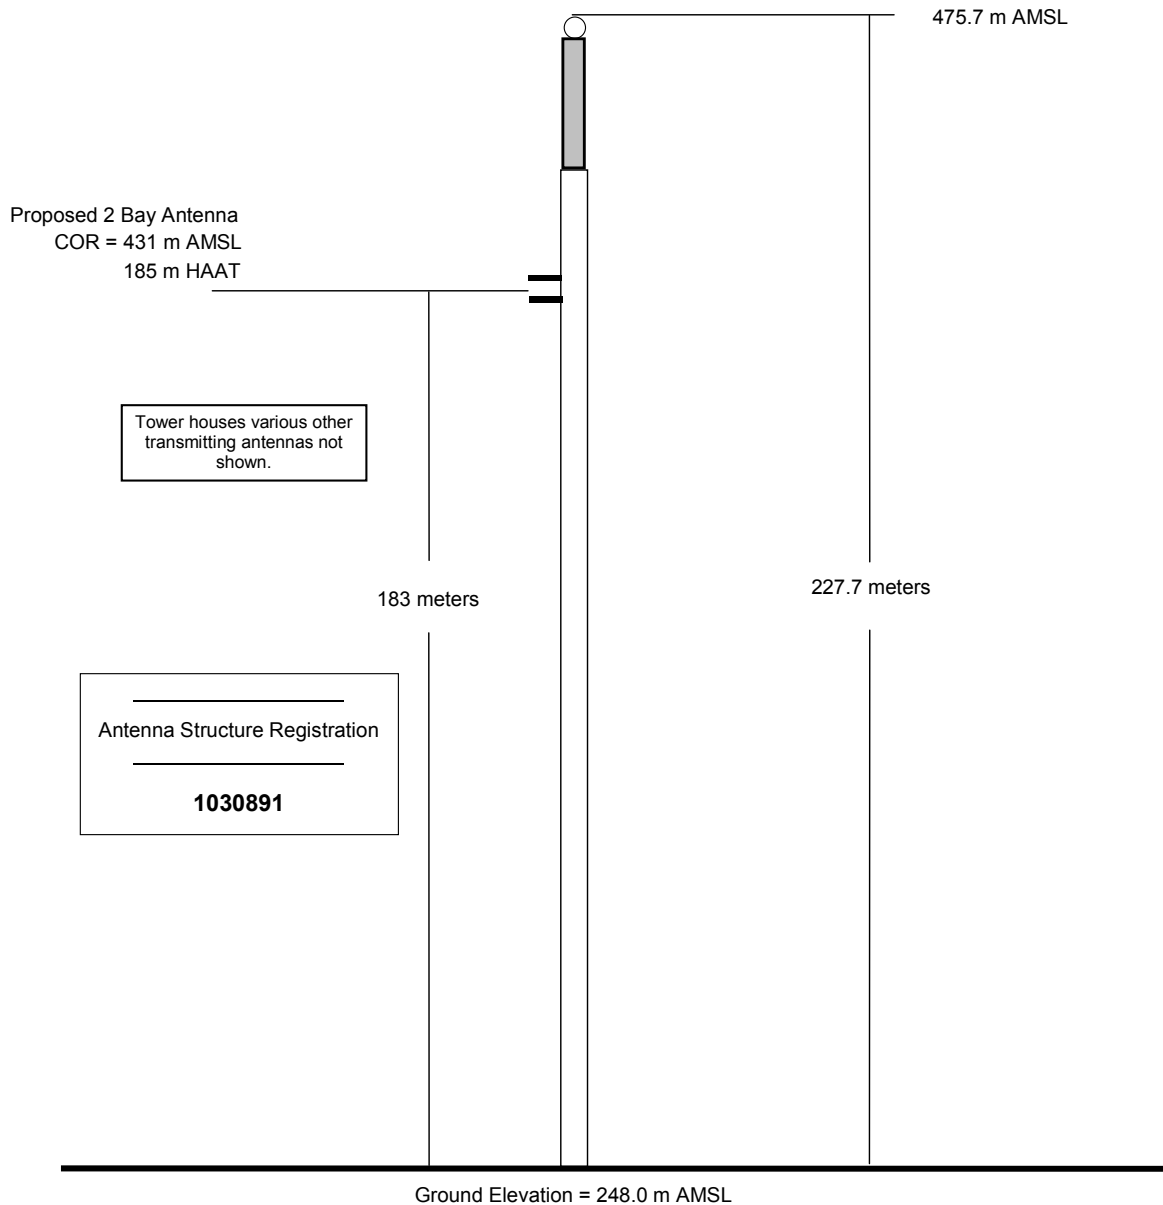 475.7 m AMSL
Proposed 2 Bay Antenna
COR = 431 m AMSL
185 m HAAT
Tower houses various other
transmitting antennas not
shown.
183 meters
227.7 meters
Antenna Structure Registration
1030891
Ground Elevation = 248.0 m AMSL